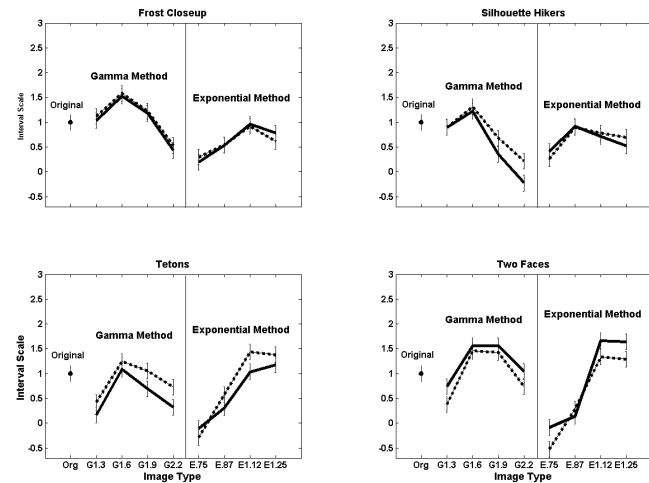 Frost Closeup
3
2.5
2
1.5
1
0.5
0
-0.5
Interval Scale
Original
Gamma Method
Exponential Method
Silhouette Hikers
3
2.5
2
1.5
1
0.5
0
-0.5
Original
Gamma Method
Exponential Method
Tetons
3
2.5
2
1.5
1
0.5
0
-0.5
Interval Scale
Original
Gamma Method
Exponential Method
Org G1.3 G1.6 G1.9 G2.2 E.75 E.87 E1.12 E1.25
Image Type
Two Faces
3
2.5
2
1.5
1
0.5
0
-0.5
Original
Gamma Method
Exponential Method
Org G1.3 G1.6 G1.9 G2.2 E.75 E.87 E1.12 E1.25
Image Type